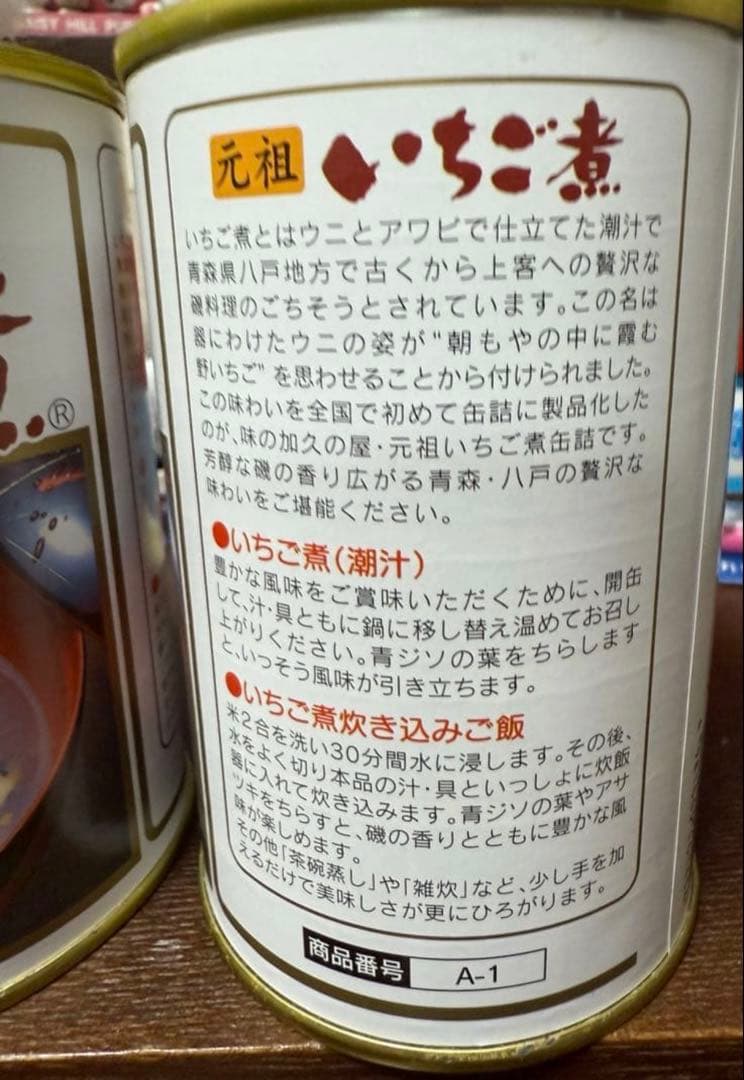 元祖 いちご煮
いちご煮とはウニとアワビで仕立てた潮汁で
青森県八戸地方で古くから上客への贅沢な
磯料理のごちそうとされています。この名は
器にわけたウニの姿が"朝もやの中に霞む
野いちご"を思わせることから付けられました。
この味わいを全国で初めて缶詰に製品化した
のが、味の加久の屋・元祖いちご煮缶詰です。
芳醇な磯の香り広がる青森・八戸の贅沢な
味わいをご堪能ください。
●いちご煮(潮汁)
豊かな風味をご賞味いただくために、開缶
して、汁・具ともに鍋に移し替え温めてお召し
上がりください。青ジソの葉をちらします
と、いっそう風味が引き立ちます。
●いちご煮炊き込みご飯
米2合を洗い30分間水に浸します。その後、
水をよく切り本品の汁・具といっしょに炊飯
器に入れて炊き込みます。青ジソの葉やアサ
ツキをちらすと、磯の香りとともに豊かな風
味が楽しめます。
その他「茶碗蒸し」や「雑炊」など、少し手を加
えるだけで美味しさが更にひろがります。
商品番号 A-1
®